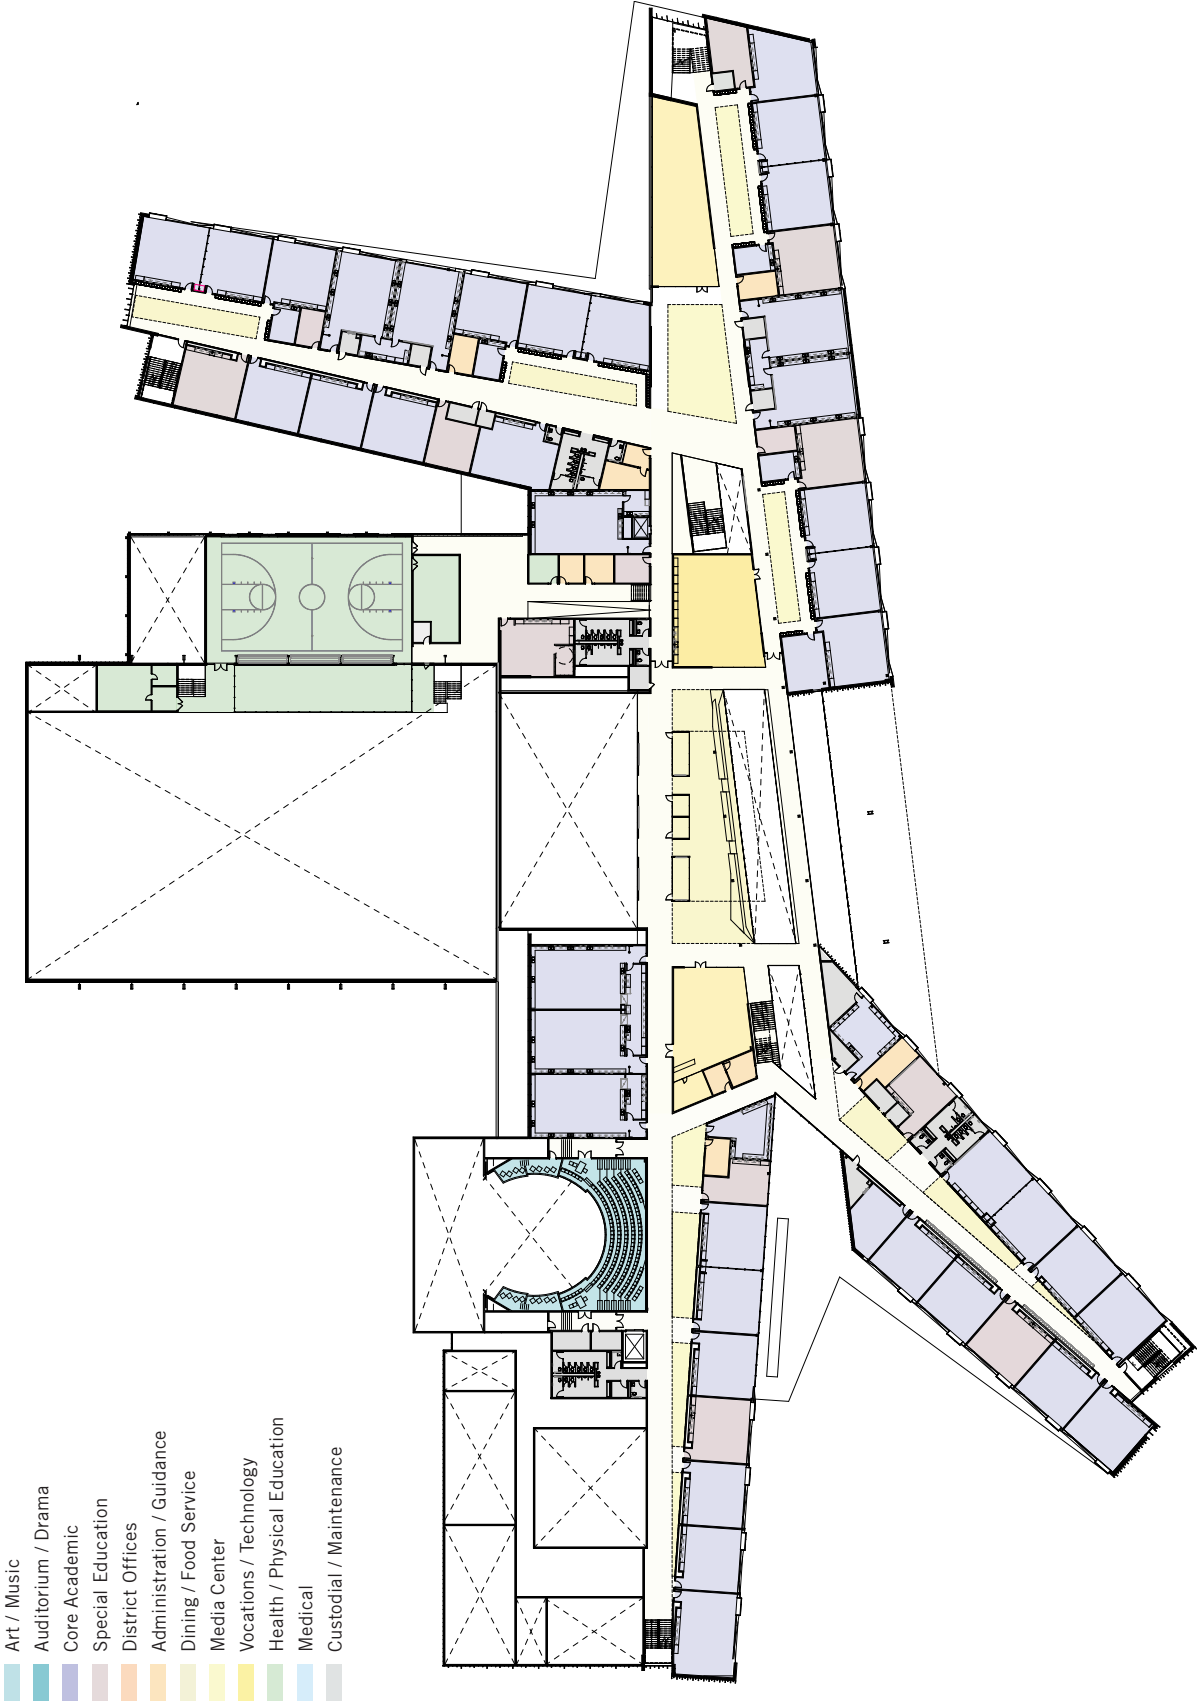 Art / Music
Auditorium / Drama
Core Academic
Special Education
District Offices
Administration / Guidance
Dining / Food Service
Media Center
Vocations / Technology
Health / Physical Education
Medical
Custodial / Maintenance